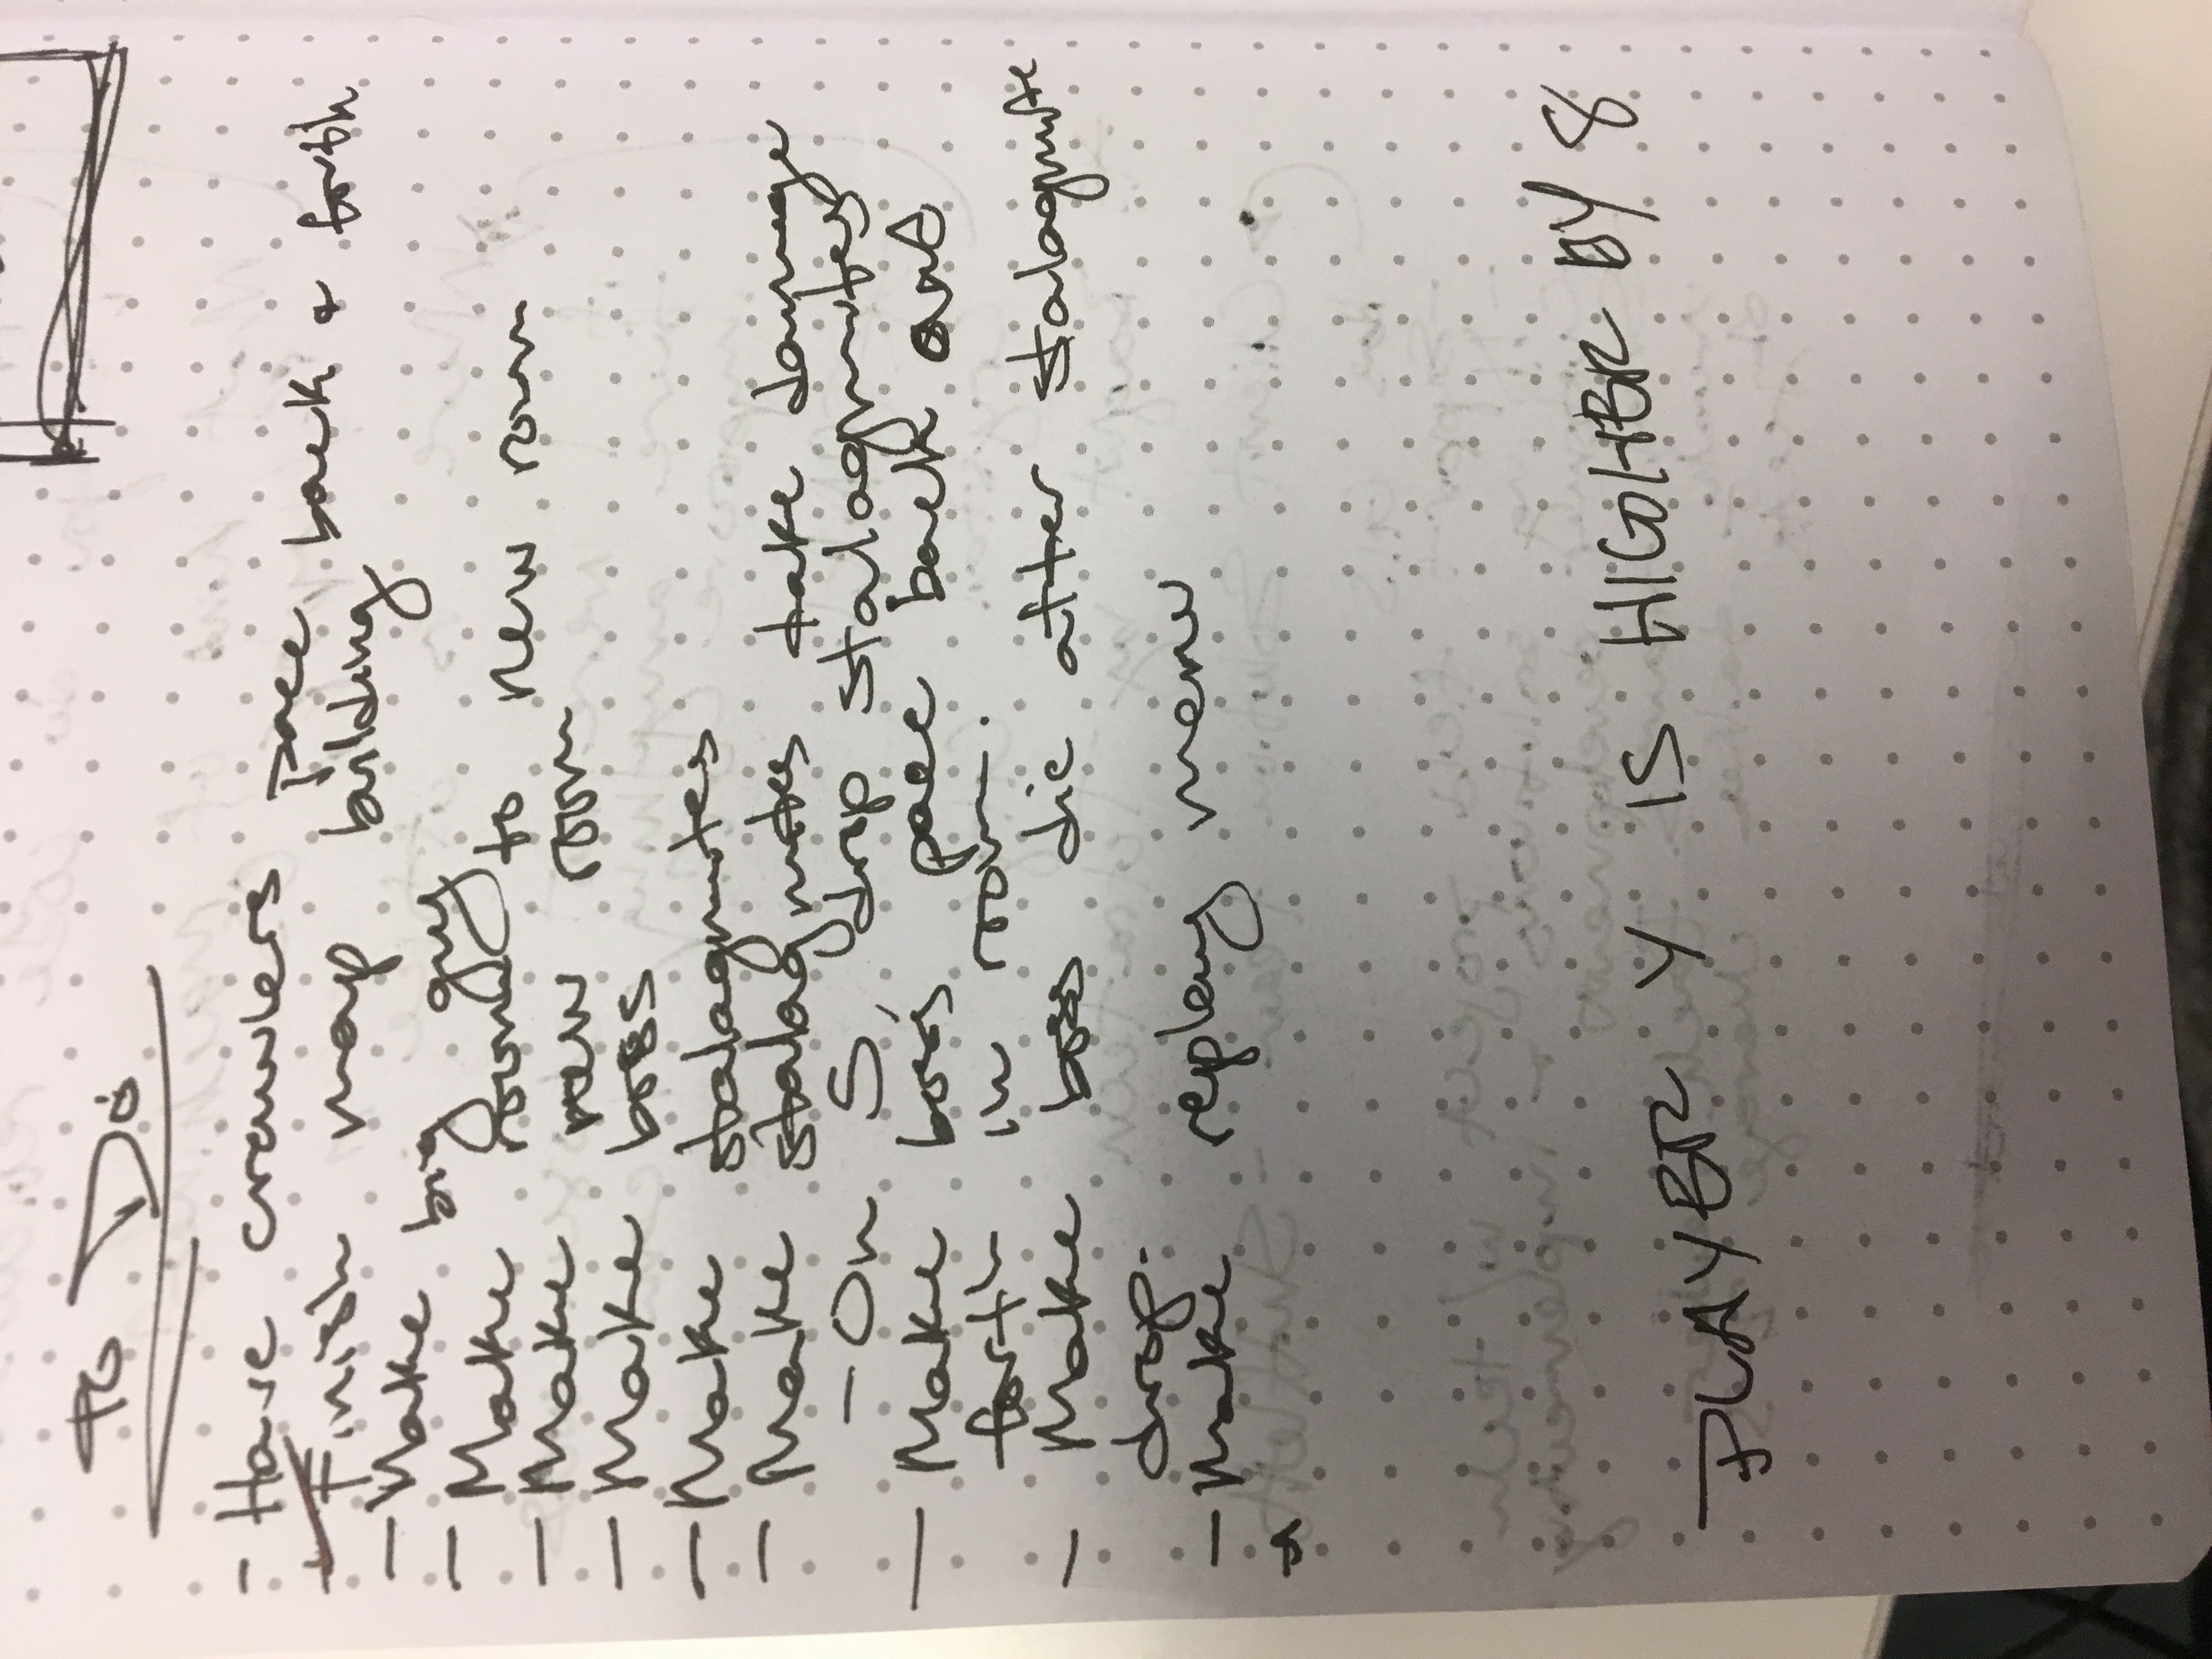 To Do
- Have crawlers pace back & forth
- Finish map building
- Make big guy
- Make room to new room
- Make new room
- Make boss
- Make stalagmites
- Make stalagmites take damage
- On S, drop stalagmites
- Make boss pace back and
forth in room.
- Make boss die after stalagmite
drop.
- Make replay menu
PLAYER Y IS HIGHER BY 8